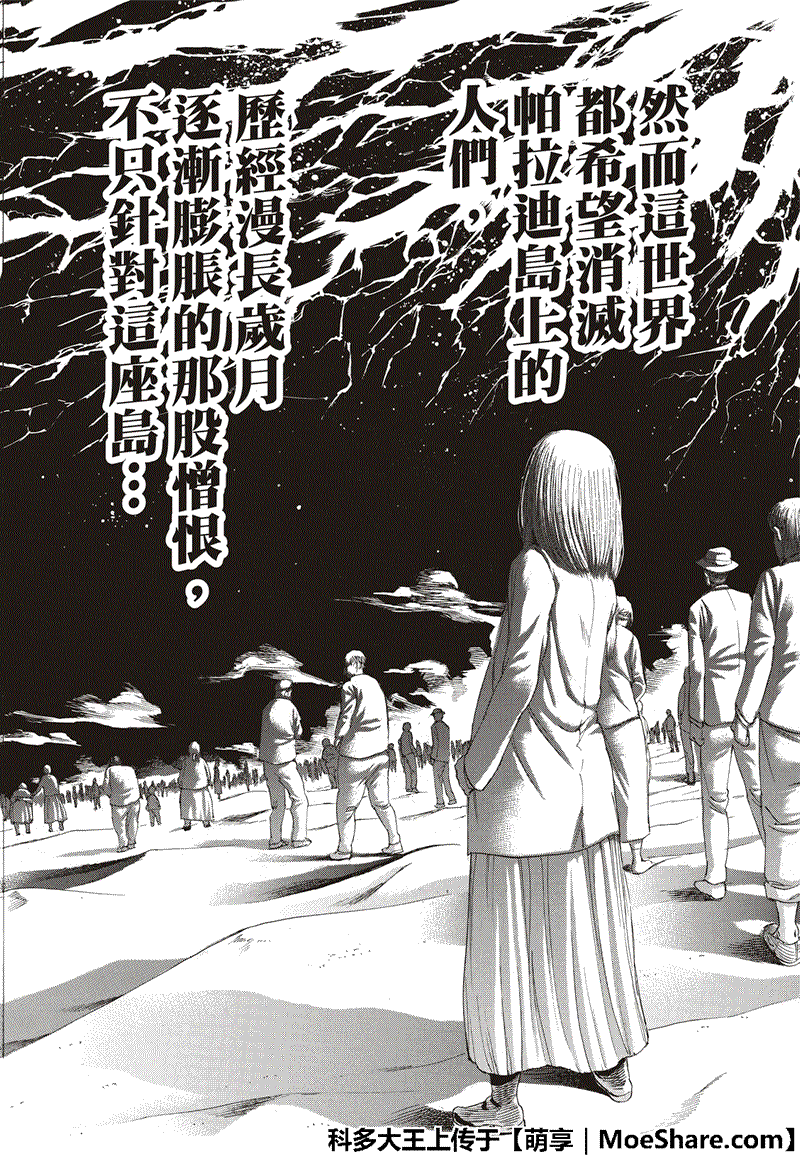 然而這世界
都希望消滅
帕拉迪島上的
人們。
歷經漫長歲月
逐漸膨脹的那股憎恨，
不只針對這座島…
科多大王上传于【萌享｜MoeShare.com】